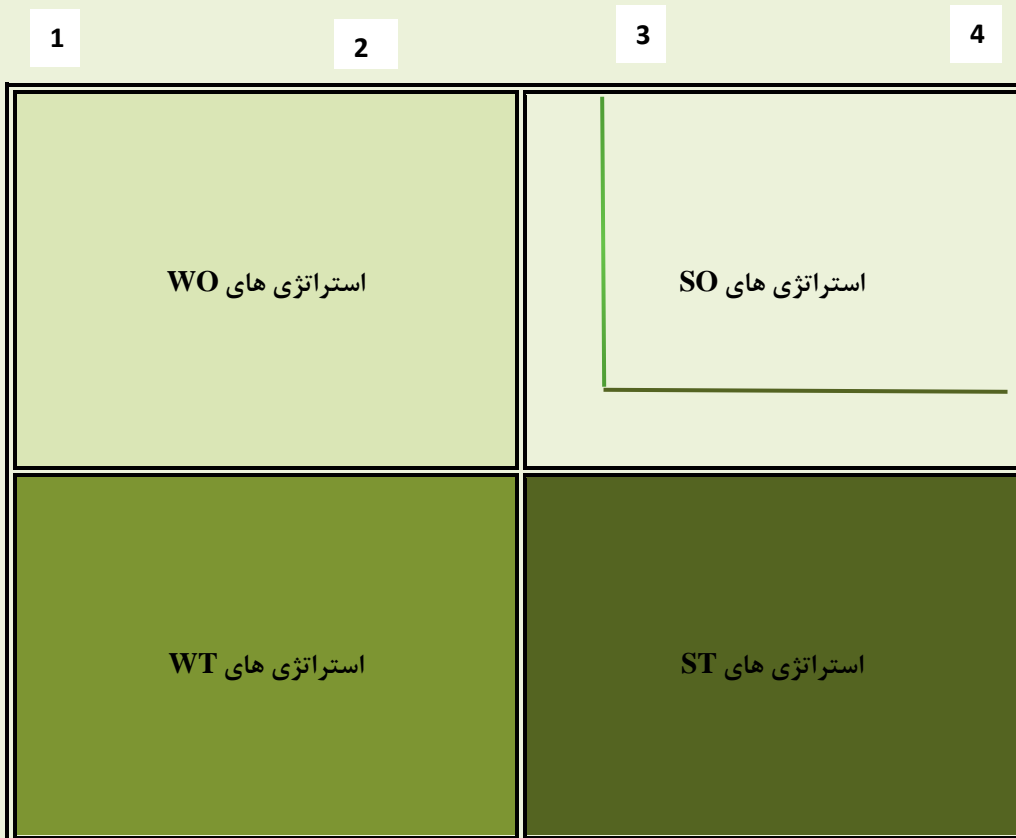 1 2 3 4
استراتژی های WO
استراتژی های SO
استراتژی های WT
استراتژی های ST